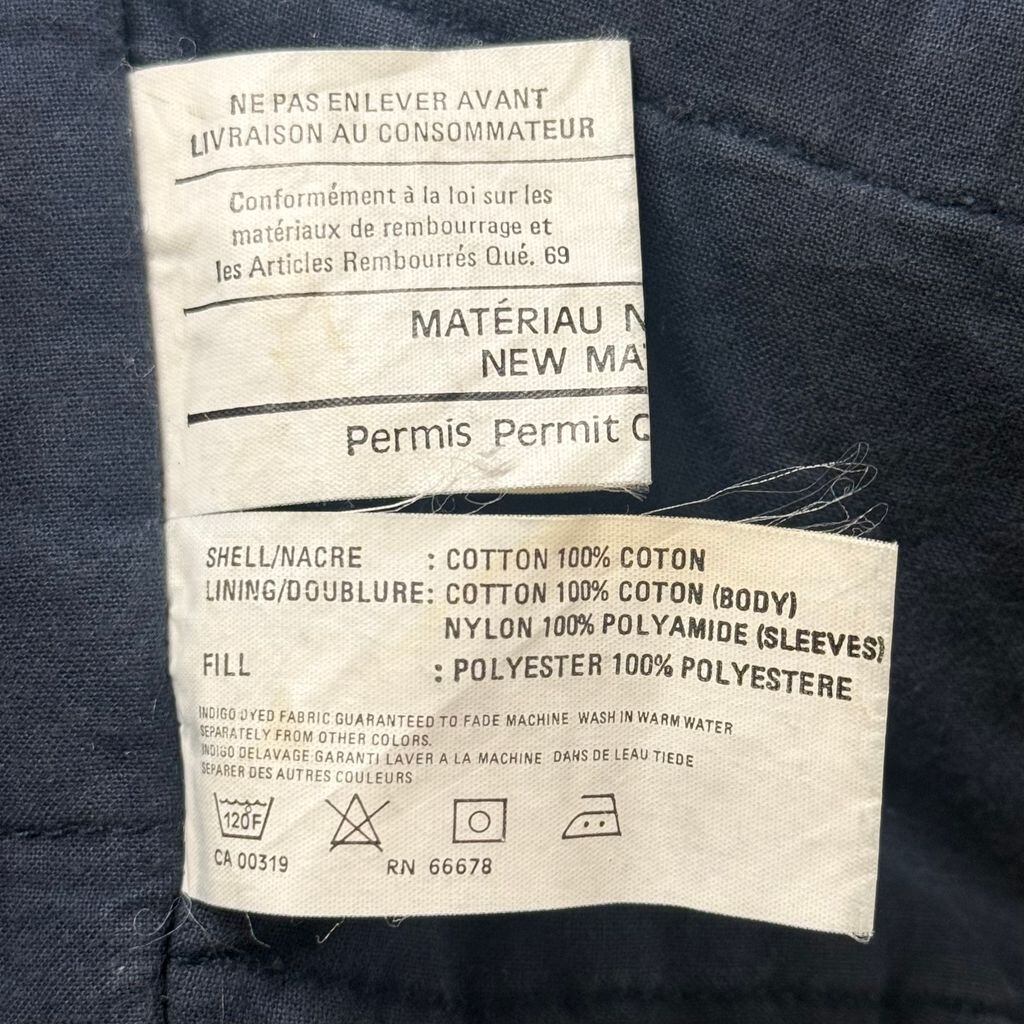 NE PAS ENLEVER AVANT
LIVRAISON AU CONSOMMATEUR
Conformément à la loi sur les
matériaux de rembourrage et
les Articles Rembourrés Qué. 69
MATÉRIAU N
NEW MA
Permis Permit
SHELL/NACRE : COTTON 100% COTON
LINING/DOUBLURE: COTTON 100% COTON (BODY)
NYLON 100% POLYAMIDE (SLEEVES)
FILL : POLYESTER 100% POLYESTERE
INDIGO DYED FABRIC GUARANTEED TO FADE MACHINE WASH IN WARM WATER
SEPARATELY FROM OTHER COLORS.
INDIGO DELAVAGE GARANTI LAVER A LA MACHINE DANS DE LEAU TIEDE
SEPARER DES AUTRES COULEURS
120F
CA 00319 RN 66678